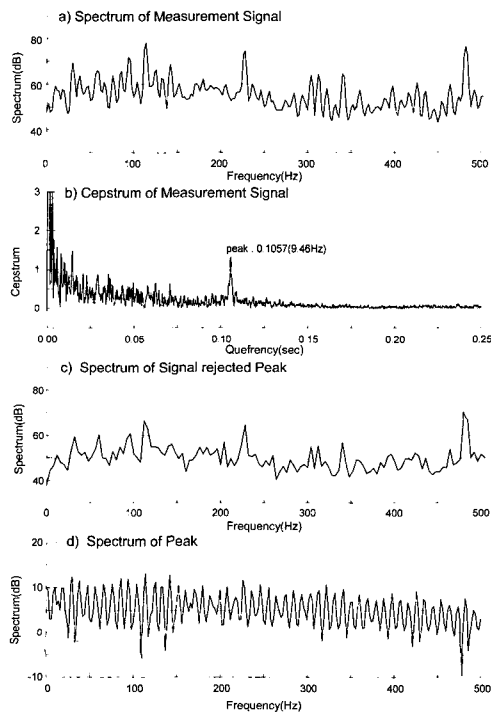 a) Spectrum of Measurement Signal
80
60
40
Spectrum(dB)
0 100 200 300 400 500
Frequency(Hz)
b) Cepstrum of Measurement Signal
3
2
1
0
Cepstrum
peak . 0.1057(9 46Hz)
0 00 0 05 0.10 0.15 0.20 0.25
Quefrency(sec)
c) Spectrum of Signal rejected Peak
80
60
40
Spectrum(dB)
0 100 200 300 400 500
Frequency(Hz)
d) Spectrum of Peak
20
10
0
-10
Spectrum(dB)
0 100 200 300 400 500
Frequency(Hz)